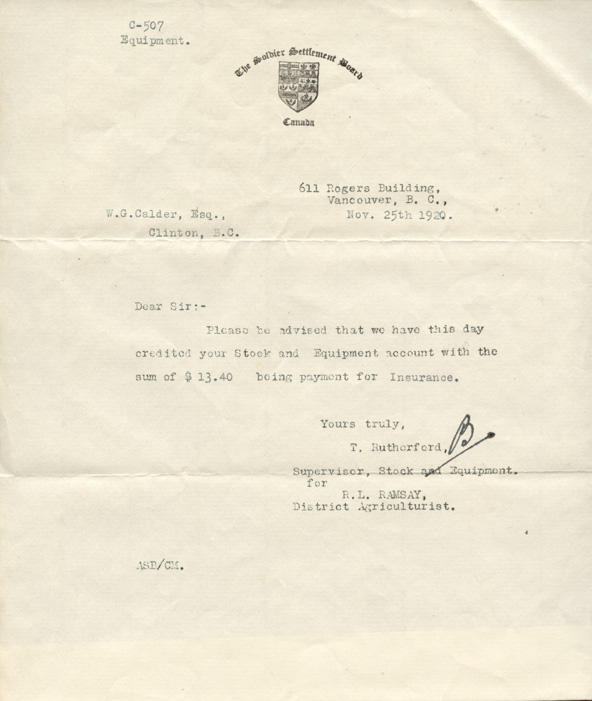 C-507
Equipment.
The Soldier Settlement Board
Canada
611 Rogers Building,
Vancouver, B. C.,
Nov. 25th 1920.
W.G.Calder, Esq.,
Clinton, B.C.
Dear Sir:-
Please be advised that we have this day
credited your Stock and Equipment account with the
sum of $ 13.40 being payment for Insurance.
Yours truly,
T. Rutherford, B
Supervisor, Stock and Equipment.
for
R.L. RAMSAY,
District Agriculturist.
ASB/CM.